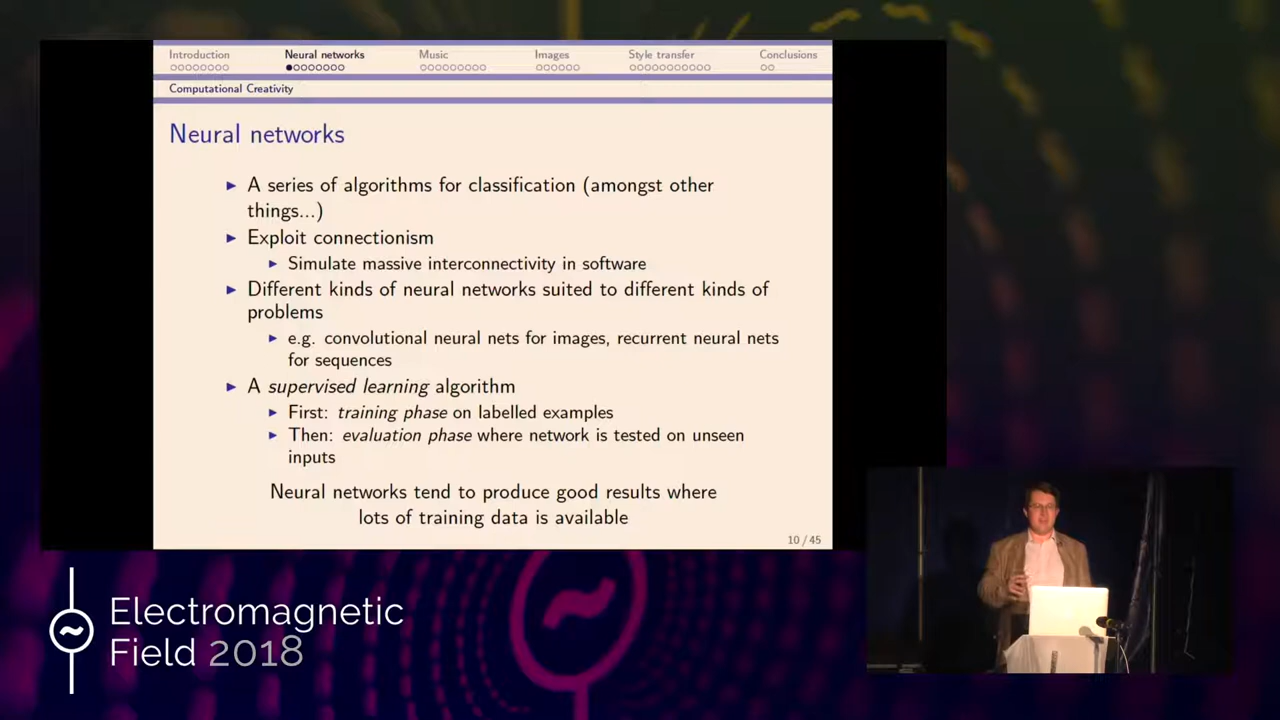 Introduction Neural networks Music Images Style transfer Conclusions
Computational Creativity
Neural networks
A series of algorithms for classification (amongst other
things...)
Exploit connectionism
Simulate massive interconnectivity in software
Different kinds of neural networks suited to different kinds of
problems
e.g. convolutional neural nets for images, recurrent neural nets
for sequences
A supervised learning algorithm
First: training phase on labelled examples
Then: evaluation phase where network is tested on unseen
inputs
Neural networks tend to produce good results where
lots of training data is available
10 / 45
Electromagnetic
Field 2018